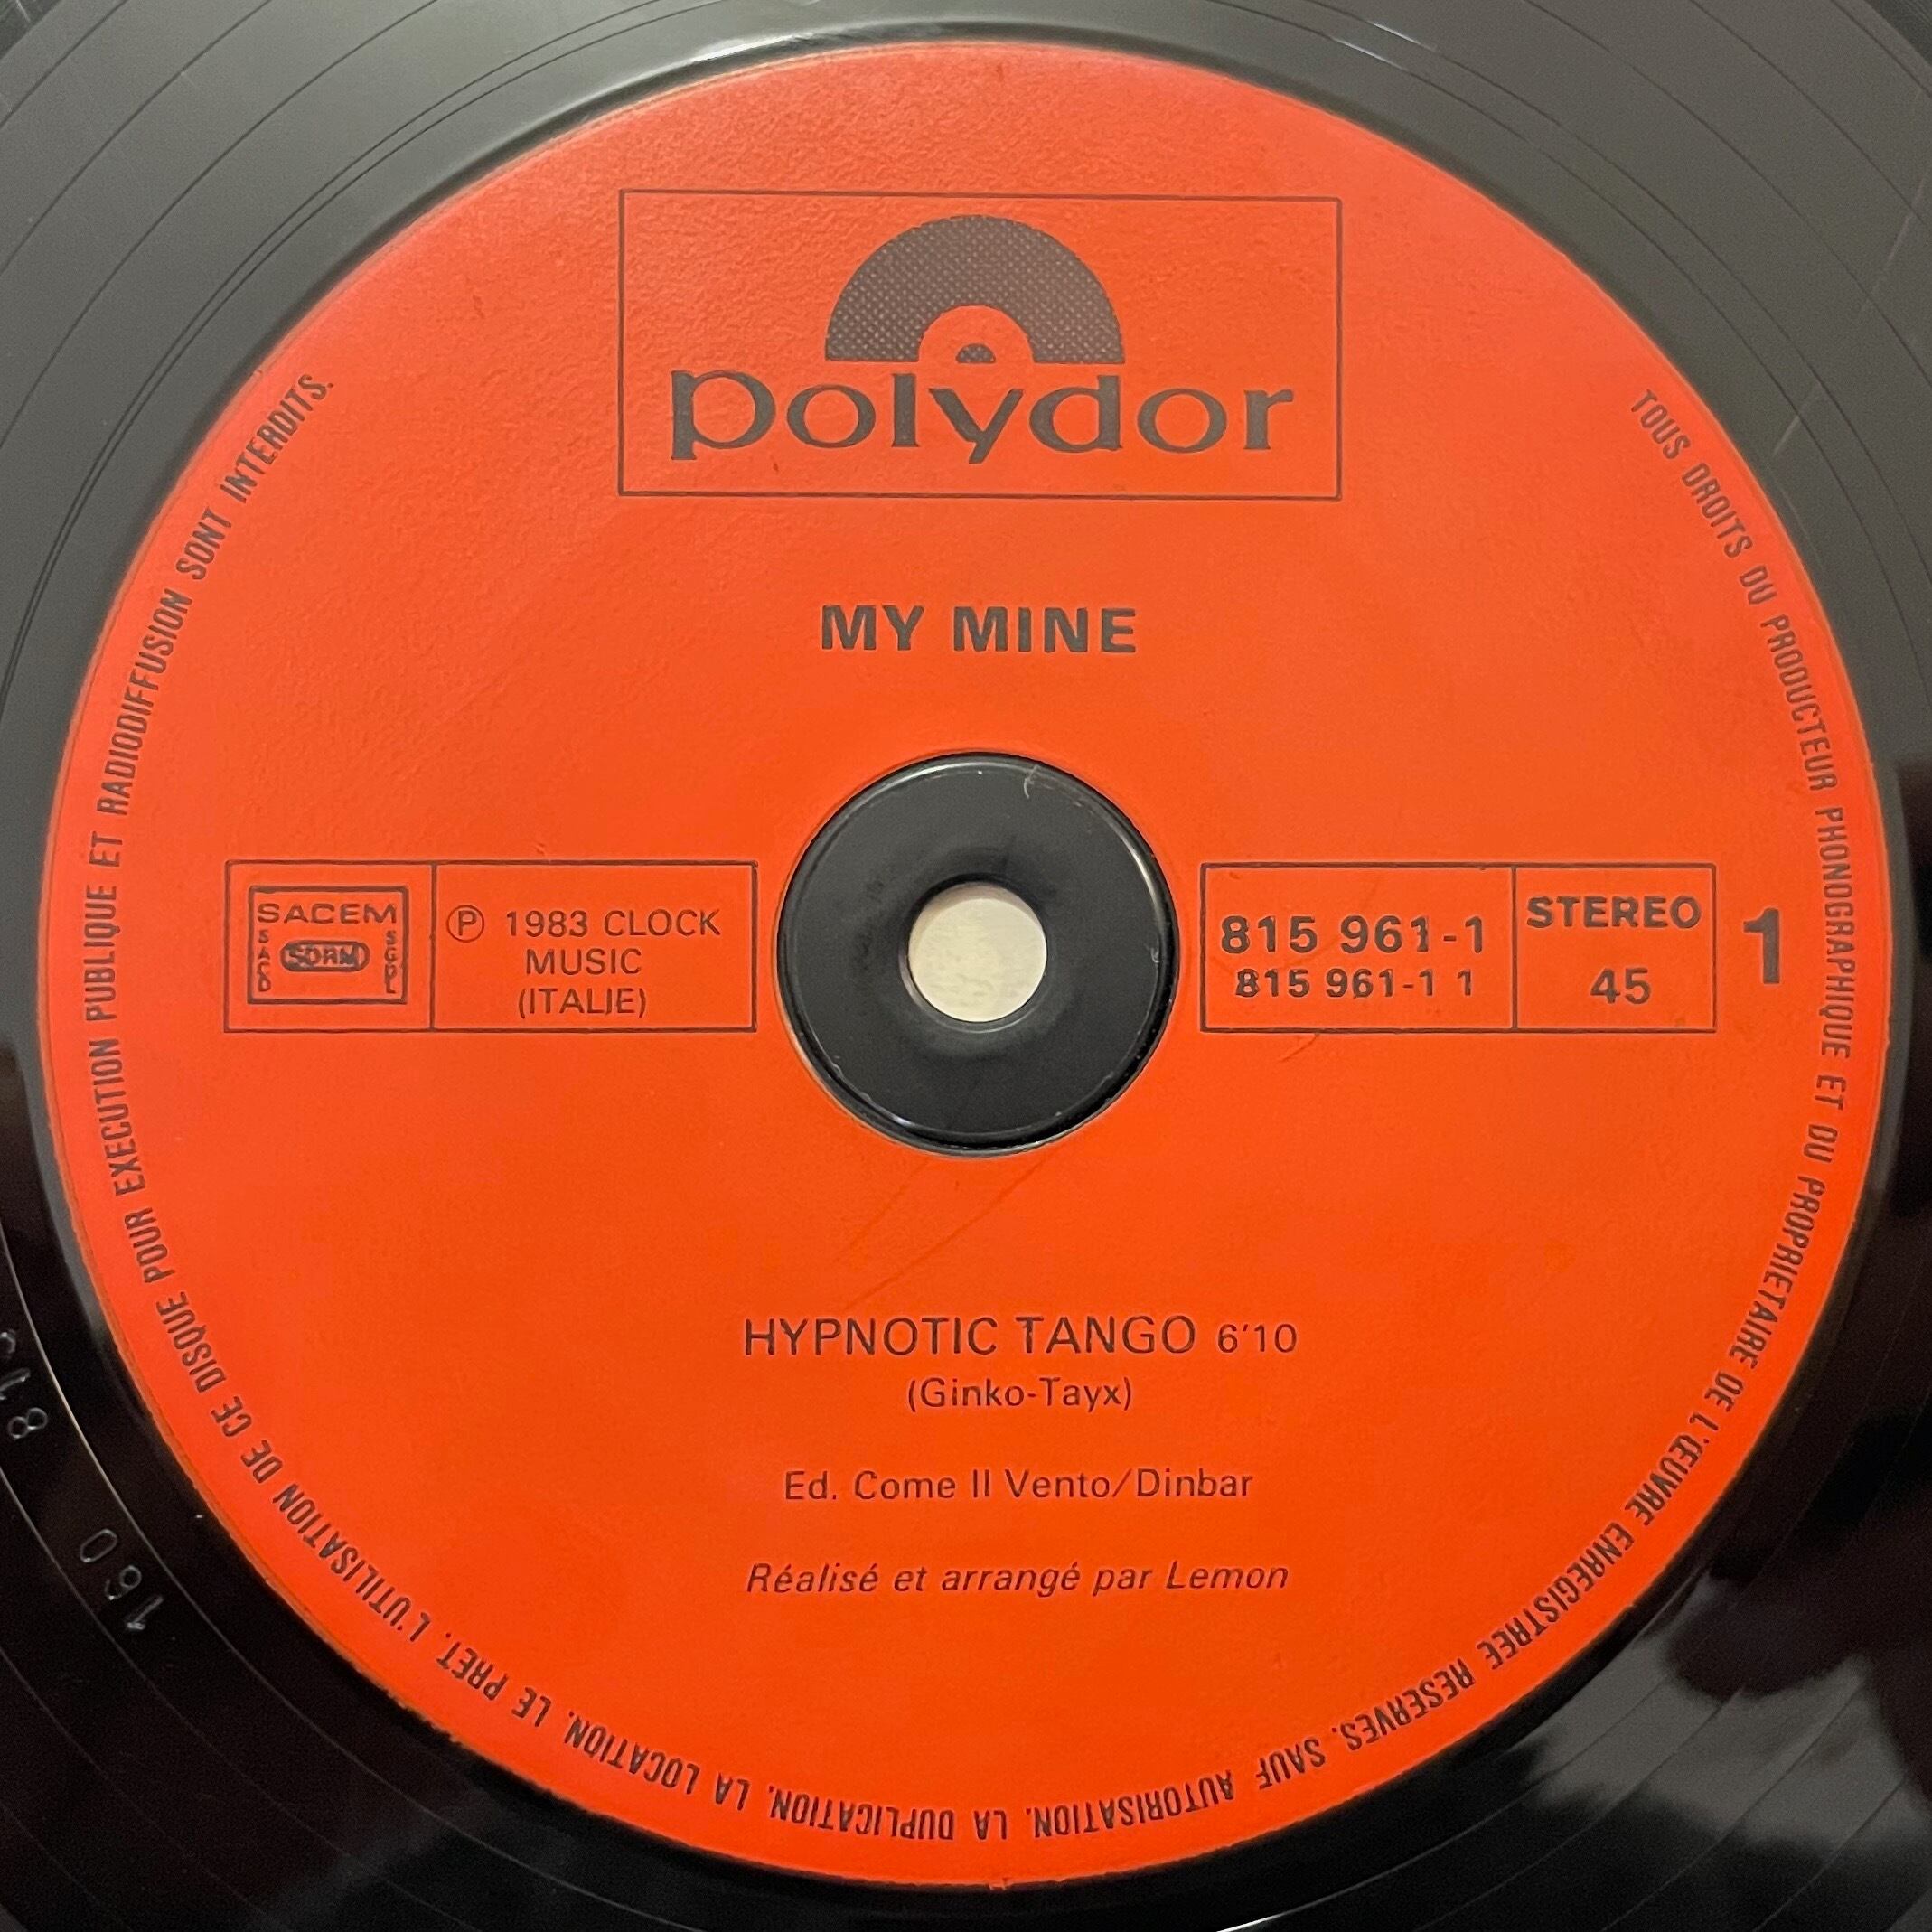 polydor
MY MINE
SACEM
SACD
SDRM
SGDL
℗ 1983 CLOCK
MUSIC
(ITALIE)
815 961-1
815 961-1 1
STEREO
45
1
HYPNOTIC TANGO 6'10
(Ginko-Tayx)
Ed. Come Il Vento/Dinbar
Réalisé et arrangé par Lemon
TOUS DROITS DU PRODUCTEUR PHONOGRAPHIQUE ET DU PROPRIETAIRE DE L'ŒUVRE ENREGISTREE RESERVES. SAUF AUTORISATION, LA DUPLICATION, LA LOCATION, LE PRET, L'UTILISATION DE CE DISQUE POUR EXECUTION PUBLIQUE ET RADIODIFFUSION SONT INTERDITS.
160